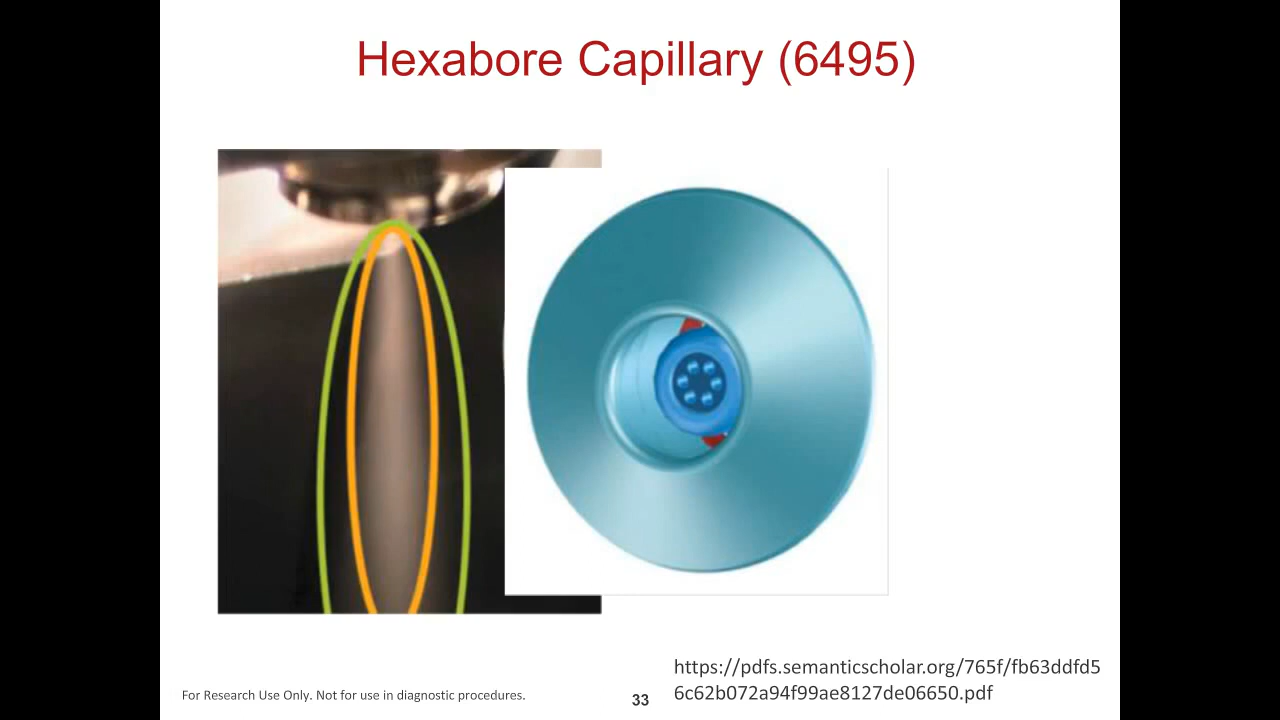 Hexabore Capillary (6495)
https://pdfs.semanticscholar.org/765f/fb63ddfd5
6c62b072a94f99ae8127de06650.pdf
For Research Use Only. Not for use in diagnostic procedures.
33